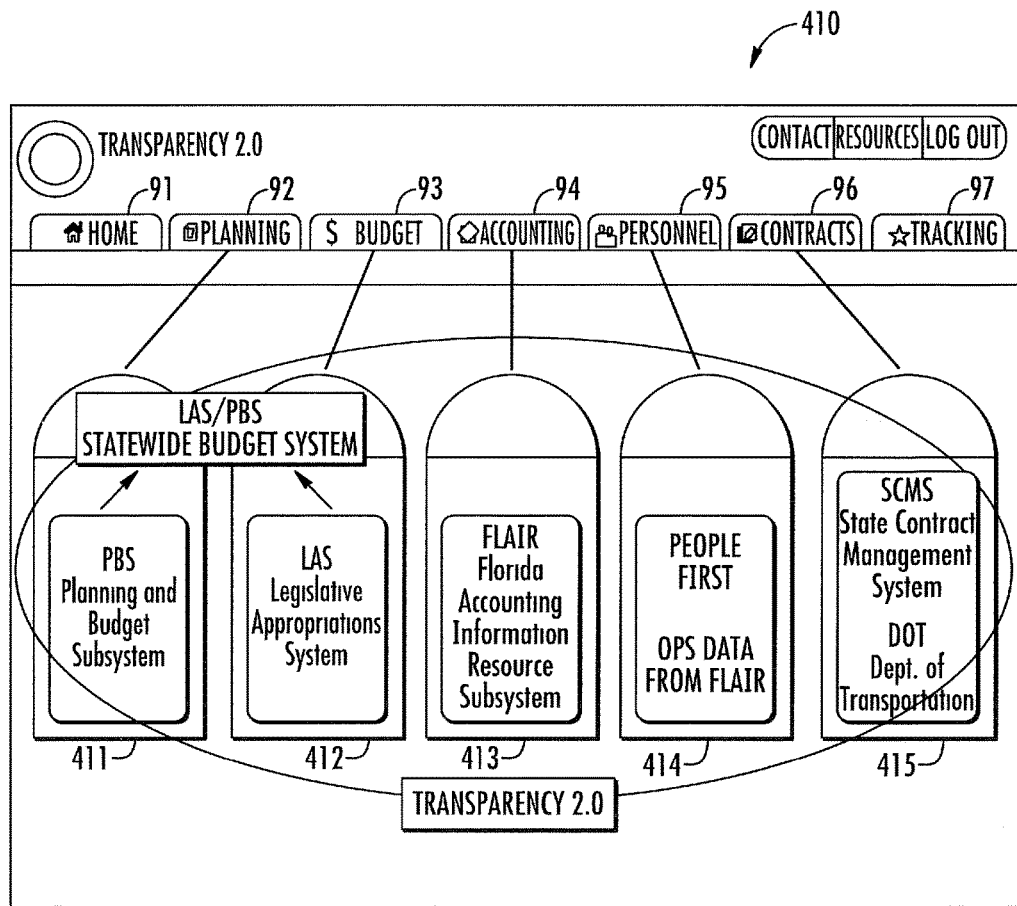 410
TRANSPARENCY 2.0
CONTACT RESOURCES LOG OUT
91 92 93 94 95 96 97
HOME PLANNING $ BUDGET ACCOUNTING PERSONNEL CONTRACTS TRACKING
LAS/PBS
STATEWIDE BUDGET SYSTEM
PBS
Planning and
Budget
Subsystem
411
LAS
Legislative
Appropriations
System
412
FLAIR
Florida
Accounting
Information
Resource
Subsystem
413
PEOPLE
FIRST
OPS DATA
FROM FLAIR
414
SCMS
State Contract
Management
System
DOT
Dept. of
Transportation
415
TRANSPARENCY 2.0